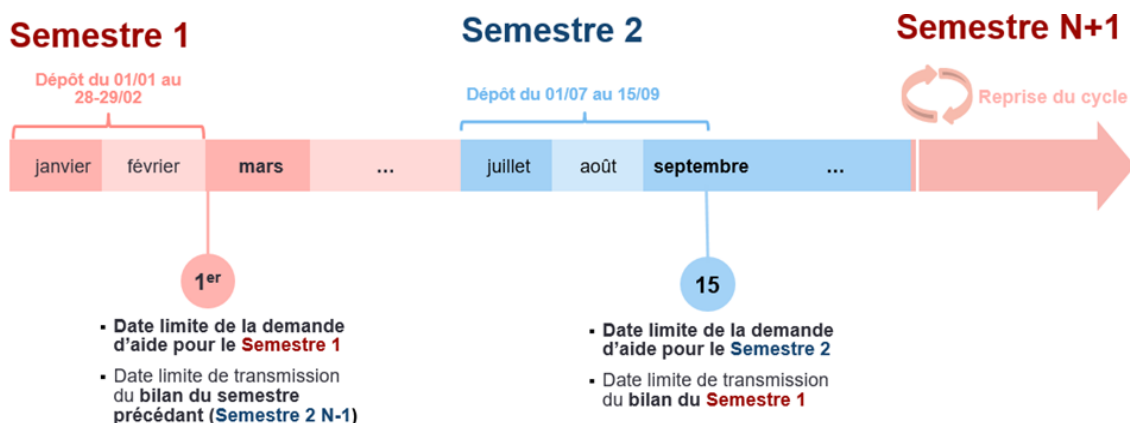 Semestre 1
Semestre 2
Semestre N+1
Dépôt du 01/01 au
28-29/02
Dépôt du 01/07 au 15/09
Reprise du cycle
janvier
février
mars
...
juillet
août
septembre
...
1er
15
▪ Date limite de la demande
d'aide pour le Semestre 1
▪ Date limite de transmission
du bilan du semestre
précédant (Semestre 2 N-1)
▪ Date limite de la demande
d'aide pour le Semestre 2
▪ Date limite de transmission
du bilan du Semestre 1